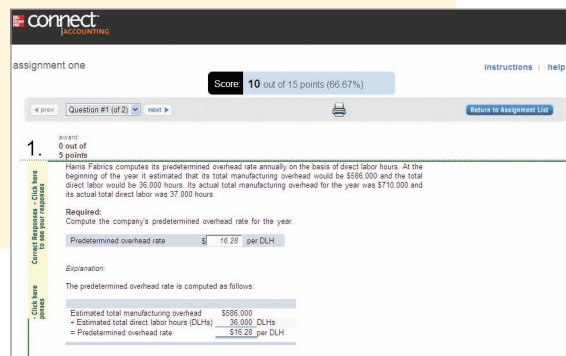 Mc Graw Hill connect
ACCOUNTING
assignment one
instructions | help
Score: 10 out of 15 points (66.67%)
prev Question #1 (of 2) next
Return to Assignment List
1.
award:
0 out of
5 points
Correct Responses - Click here
to see your responses
Harris Fabrics computes its predetermined overhead rate annually on the basis of direct labor hours. At the
beginning of the year it estimated that its total manufacturing overhead would be $586,000 and the total
direct labor would be 36,000 hours. Its actual total manufacturing overhead for the year was $710,000 and
its actual total direct labor was 37,000 hours.
Required:
Compute the company's predetermined overhead rate for the year.
Predetermined overhead rate $ 16.28 per DLH
Explanation:
The predetermined overhead rate is computed as follows:
- Click here
ponses
Estimated total manufacturing overhead $586,000
÷ Estimated total direct labor hours (DLHs) 36,000 DLHs
= Predetermined overhead rate $16.28 per DLH